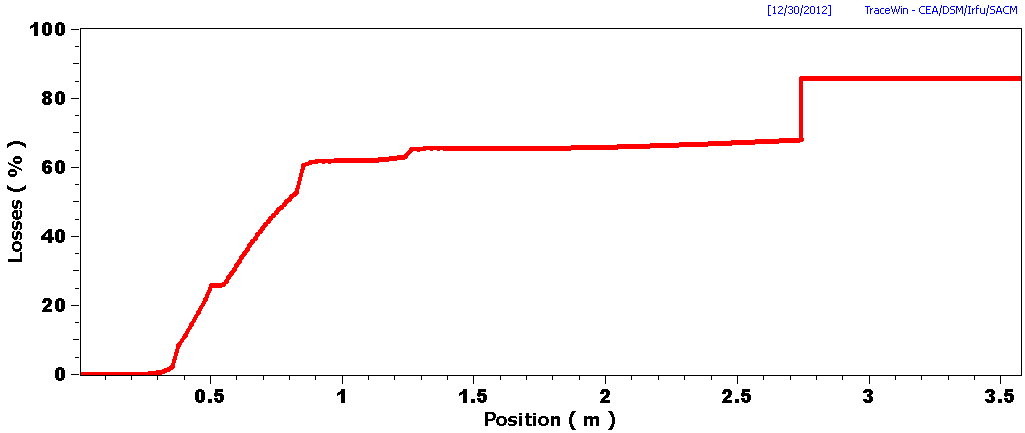 [12/30/2012] TraceWin - CEA/DSM/Irfu/SACM
100
80
60
40
20
0
Losses ( % )
0.5 1 1.5 2 2.5 3 3.5
Position ( m )